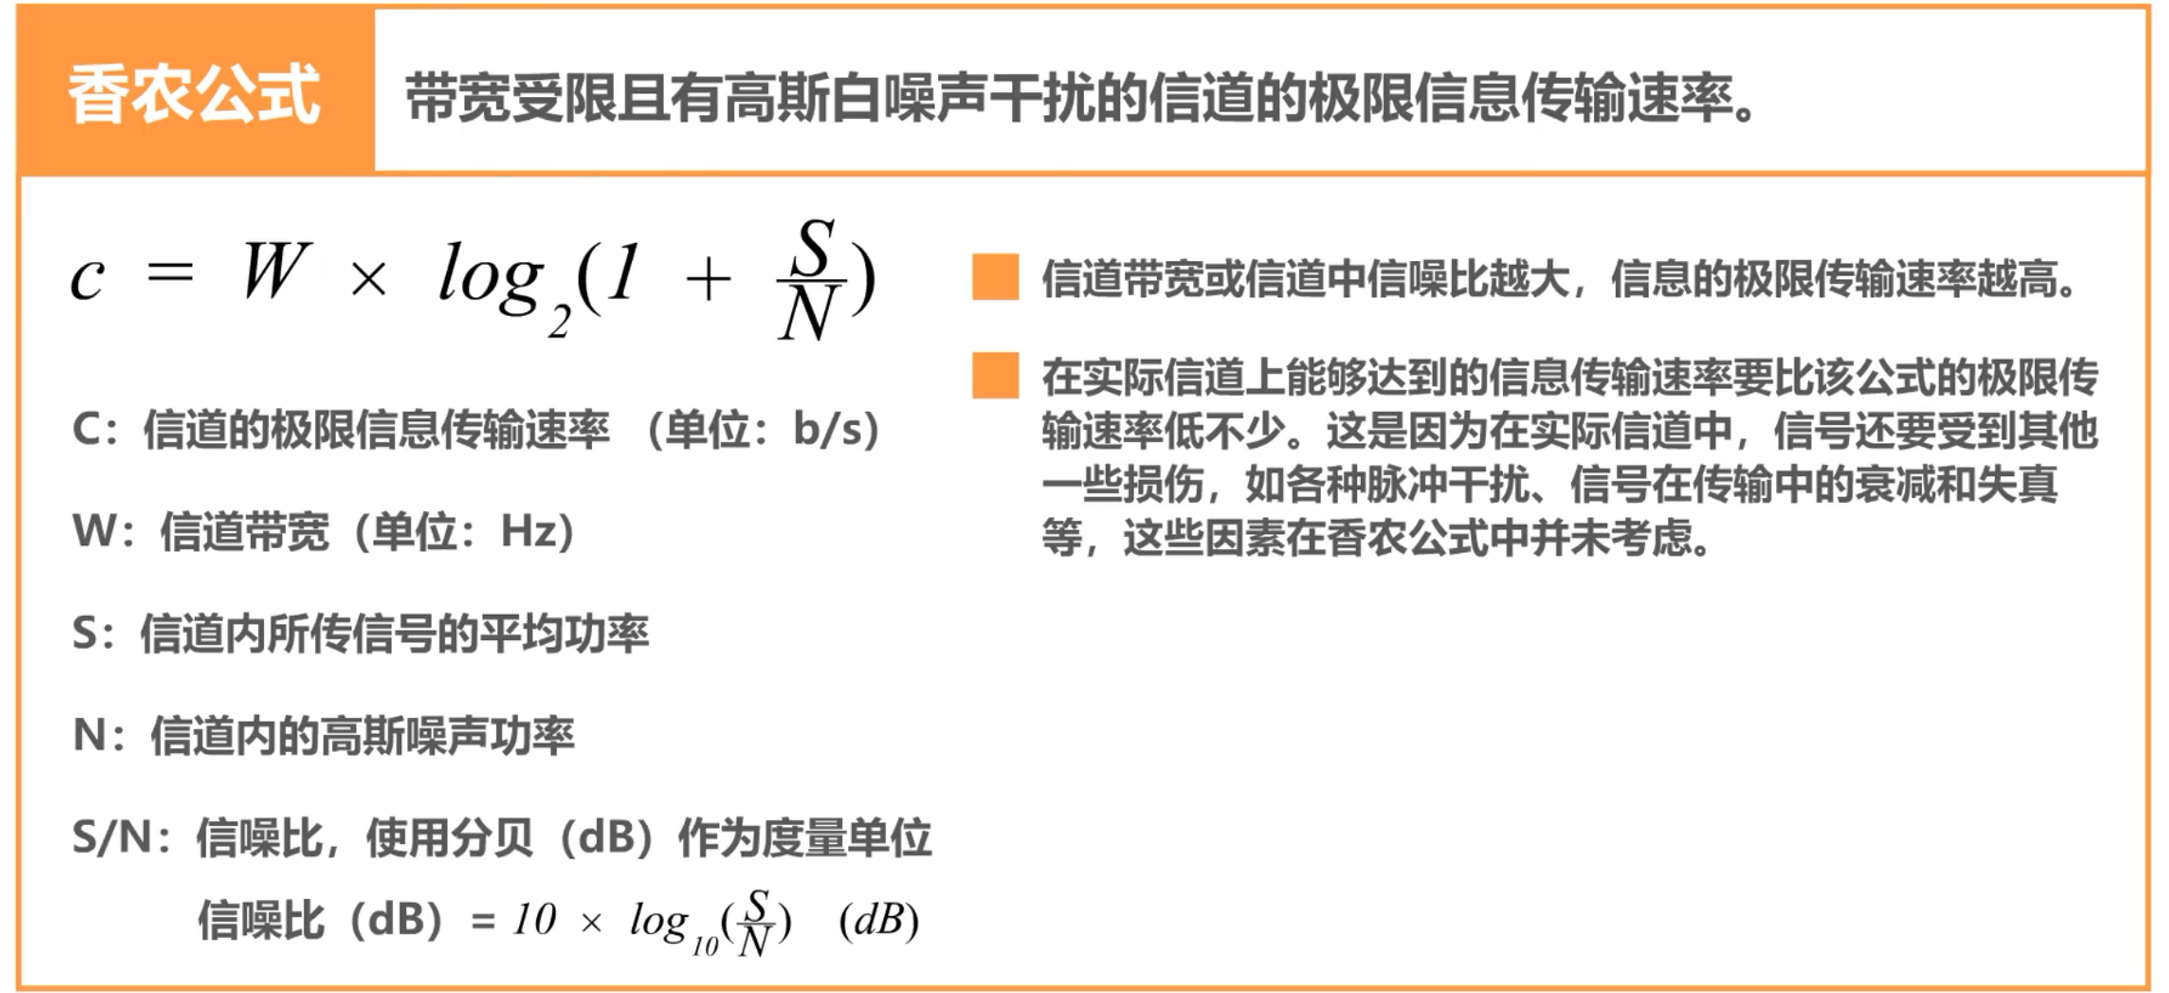 香农公式
带宽受限且有高斯白噪声干扰的信道的极限信息传输速率。
c = W × log₂(1 + S/N)
C：信道的极限信息传输速率 （单位：b/s）
W：信道带宽（单位：Hz）
S：信道内所传信号的平均功率
N：信道内的高斯噪声功率
S/N：信噪比，使用分贝（dB）作为度量单位
信噪比（dB）= 10 × log₁₀(S/N) (dB)
信道带宽或信道中信噪比越大，信息的极限传输速率越高。
在实际信道上能够达到的信息传输速率要比该公式的极限传
输速率低不少。这是因为在实际信道中，信号还要受到其他
一些损伤，如各种脉冲干扰、信号在传输中的衰减和失真
等，这些因素在香农公式中并未考虑。